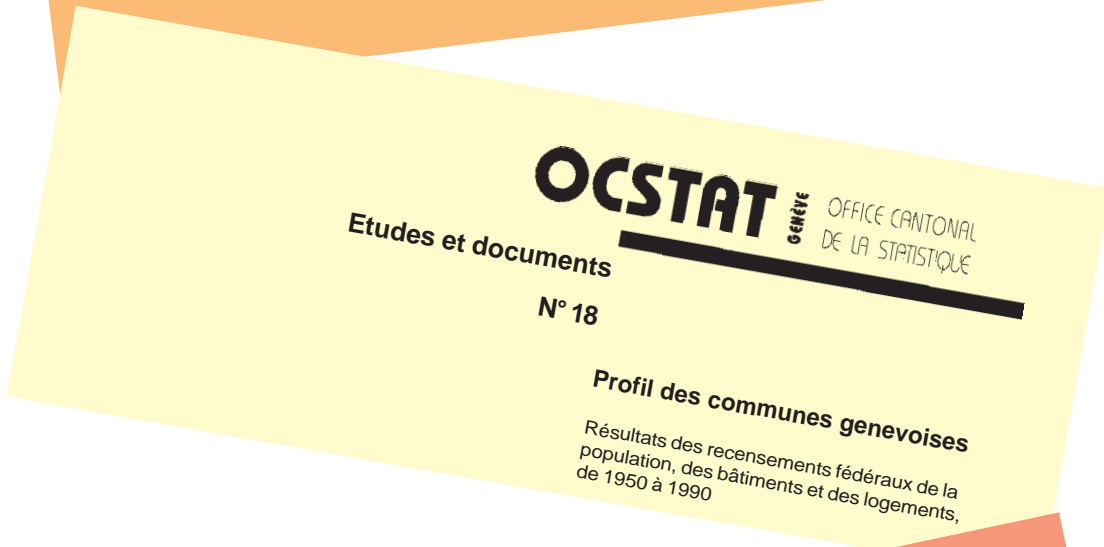 OCSTAT
GENÈVE
OFFICE CANTONAL
DE LA STATISTIQUE
Etudes et documents
N° 18
Profil des communes genevoises
Résultats des recensements fédéraux de la
population, des bâtiments et des logements,
de 1950 à 1990